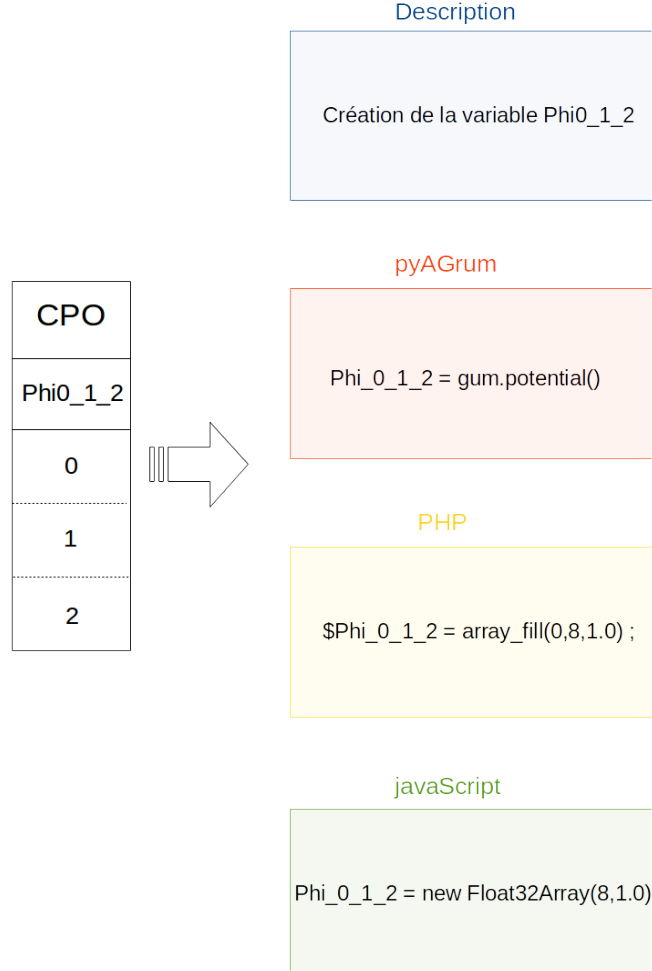 Description
Création de la variable Phi0_1_2
pyAGrum
Phi_0_1_2 = gum.potential()
CPO
Phi0_1_2
0
1
2
PHP
$Phi_0_1_2 = array_fill(0,8,1.0) ;
javaScript
Phi_0_1_2 = new Float32Array(8,1.0)